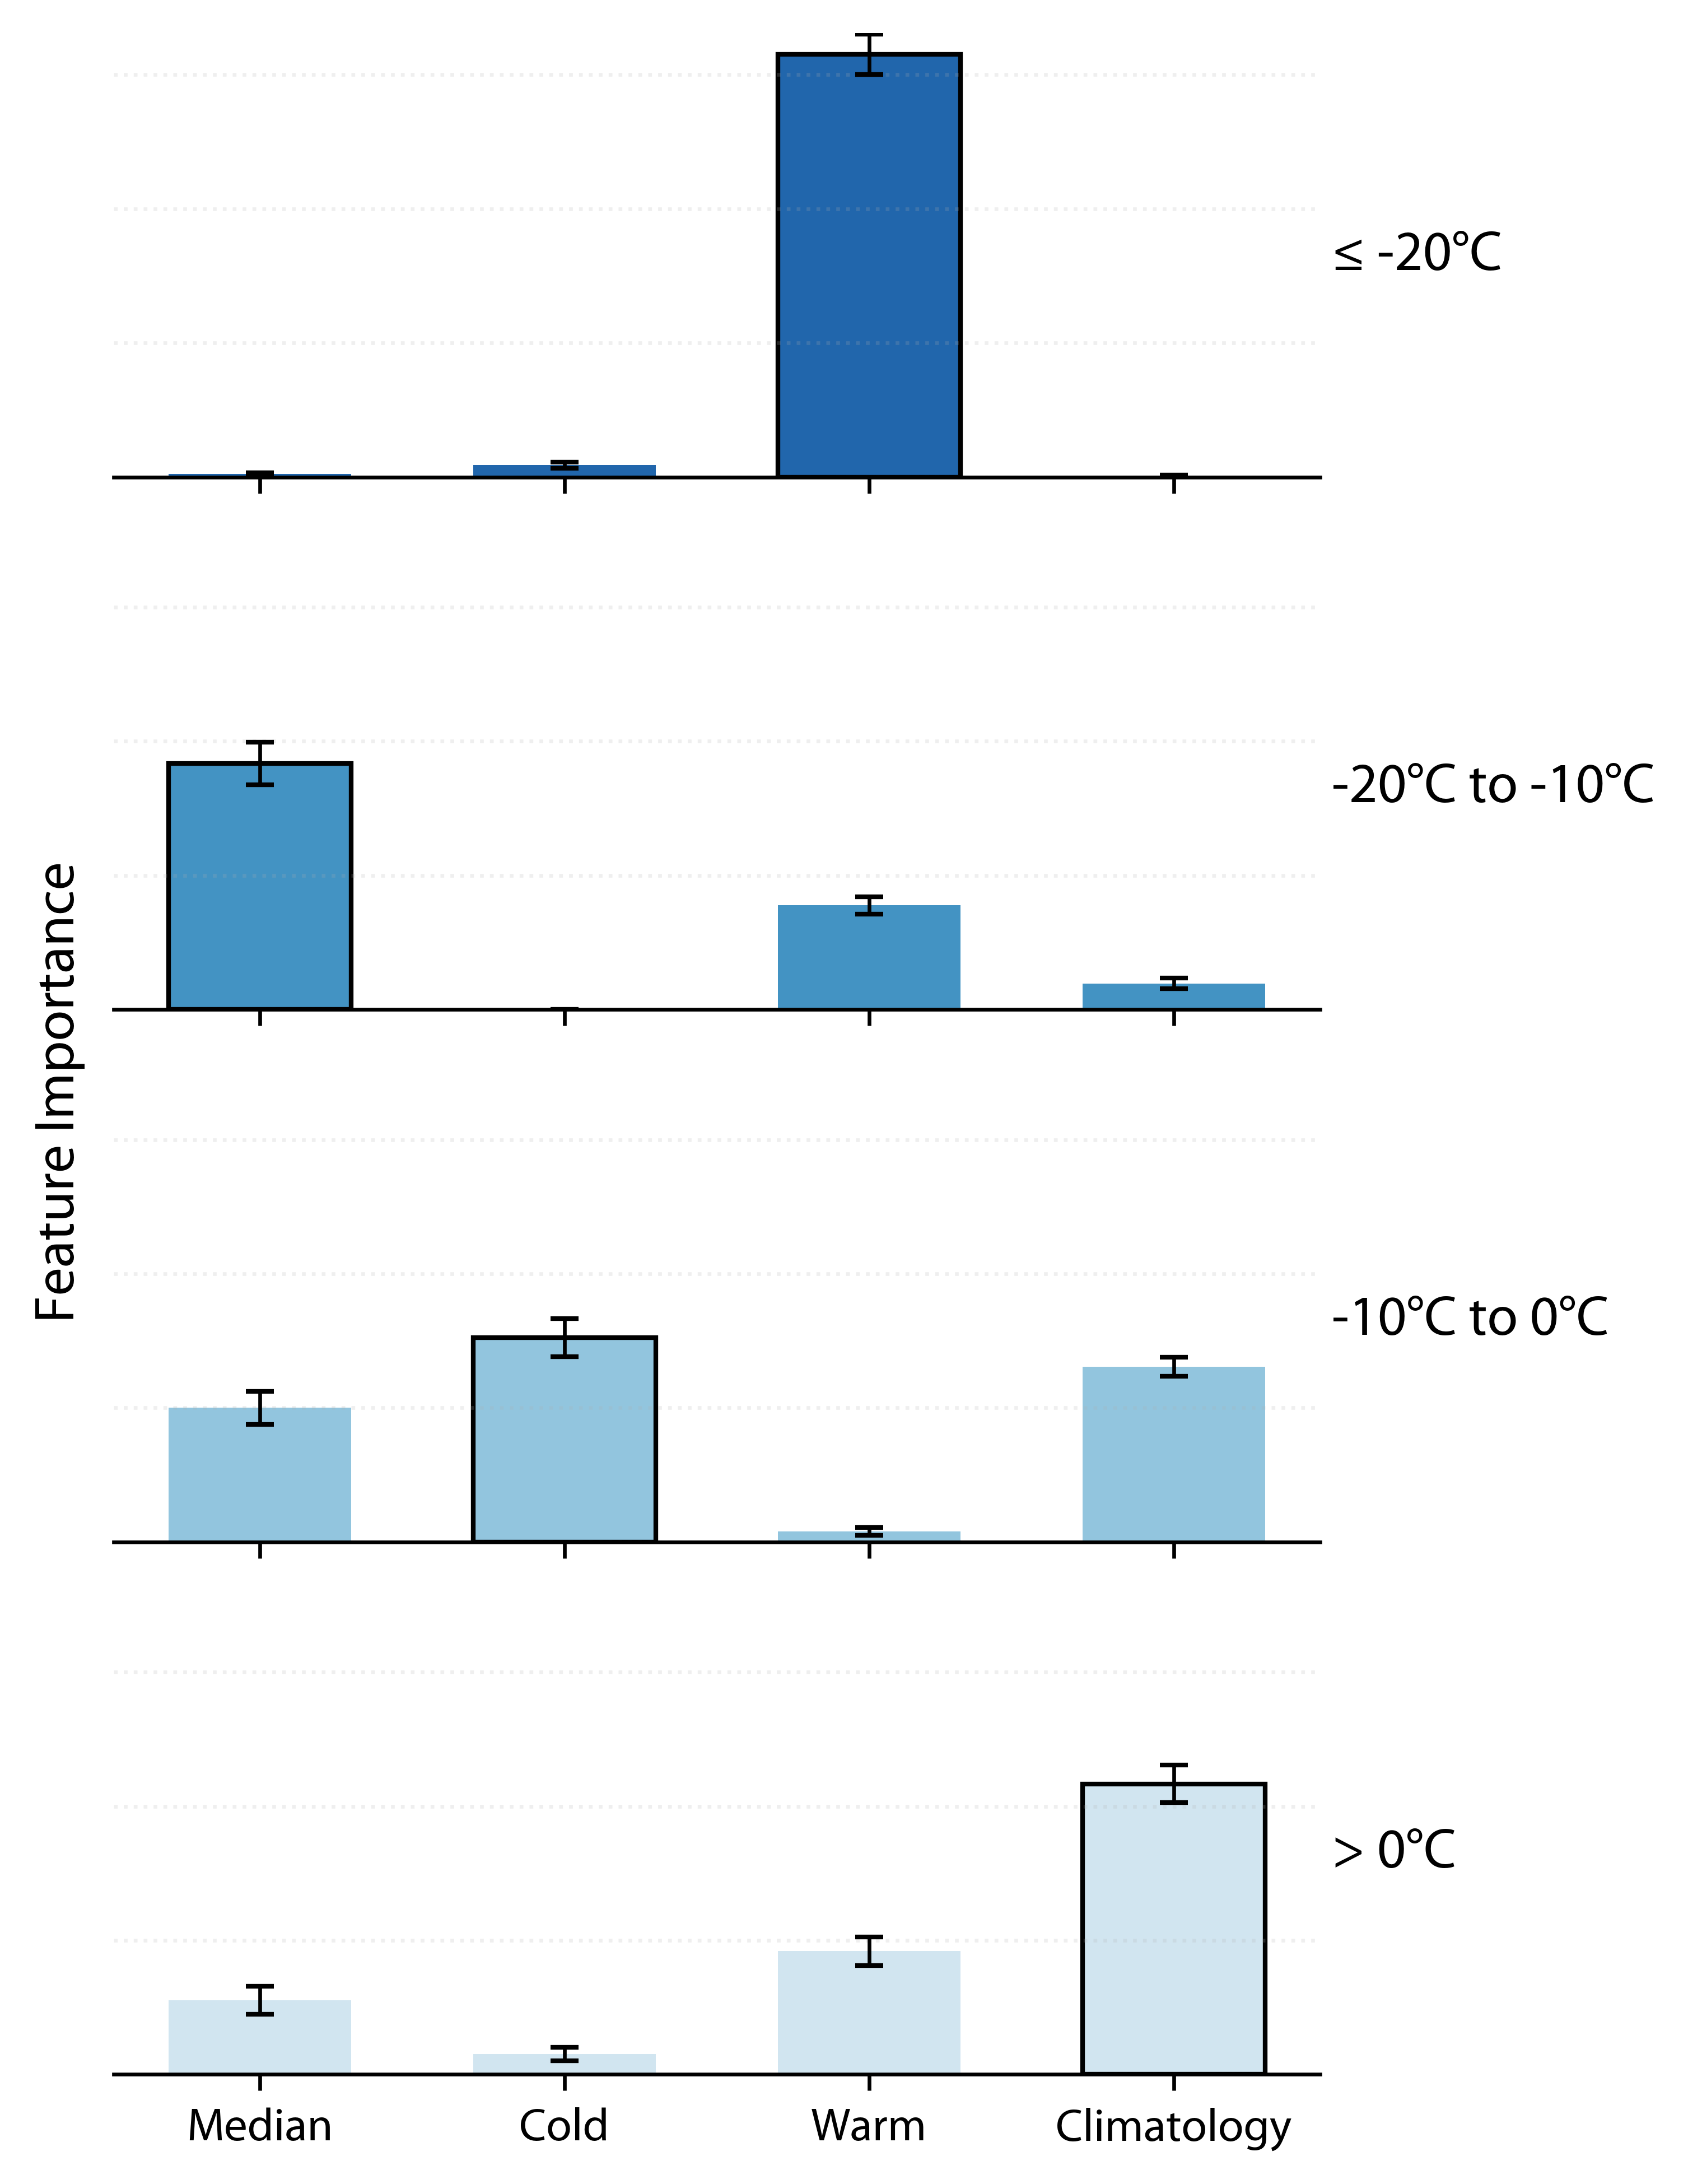 ≤ -20°C
-20°C to -10°C
Feature Importance
-10°C to 0°C
> 0°C
Median Cold Warm Climatology